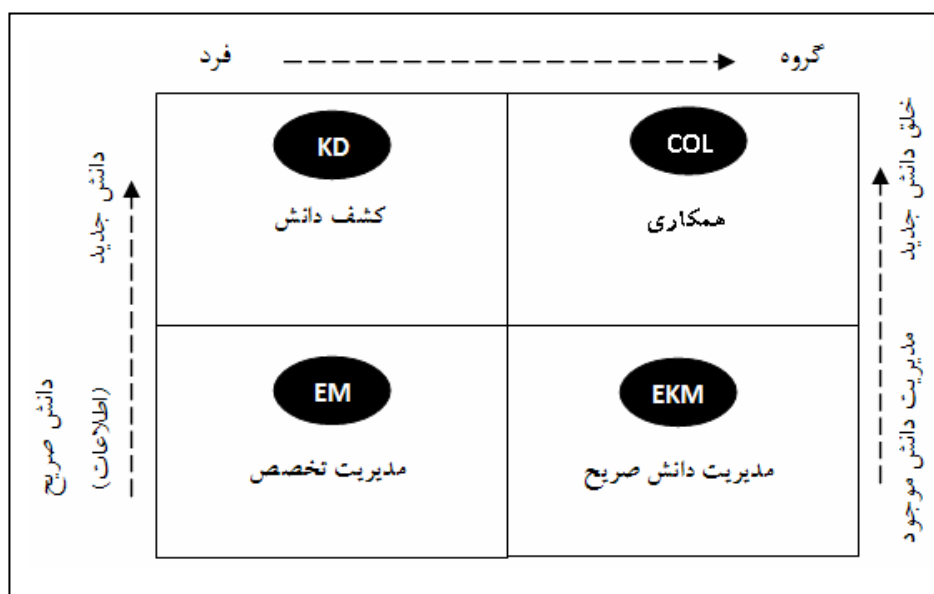 فرد
گروه
KD
کشف دانش
COL
همکاری
EM
مدیریت تخصص
EKM
مدیریت دانش صریح
دانش جدید
دانش صریح
(اطلاعات)
خلق دانش جدید
مدیریت دانش موجود